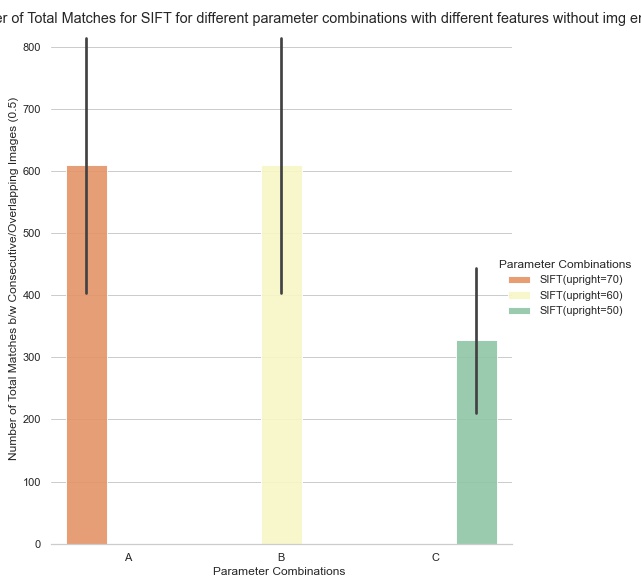 of Total Matches for SIFT for different parameter combinations with different features without img
Number of Total Matches b/w Consecutive/Overlapping Images (0.5)
800
700
600
500
400
300
200
100
0
A B C
Parameter Combinations
Parameter Combinations
SIFT(upright=70)
SIFT(upright=60)
SIFT(upright=50)